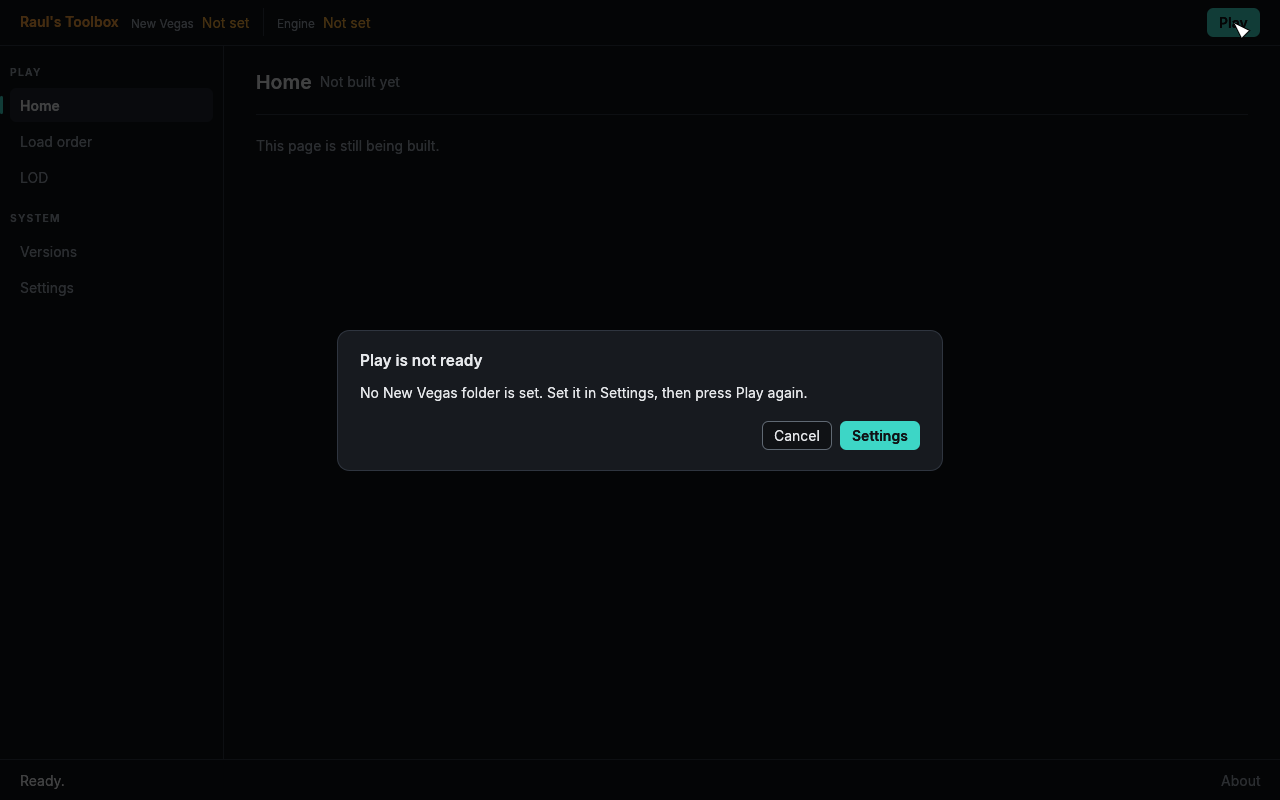 Raul's Toolbox New Vegas Not set Engine Not set Play
PLAY
Home
Load order
LOD
SYSTEM
Versions
Settings
Home Not built yet
This page is still being built.
Play is not ready
No New Vegas folder is set. Set it in Settings, then press Play again.
Cancel Settings
Ready. About